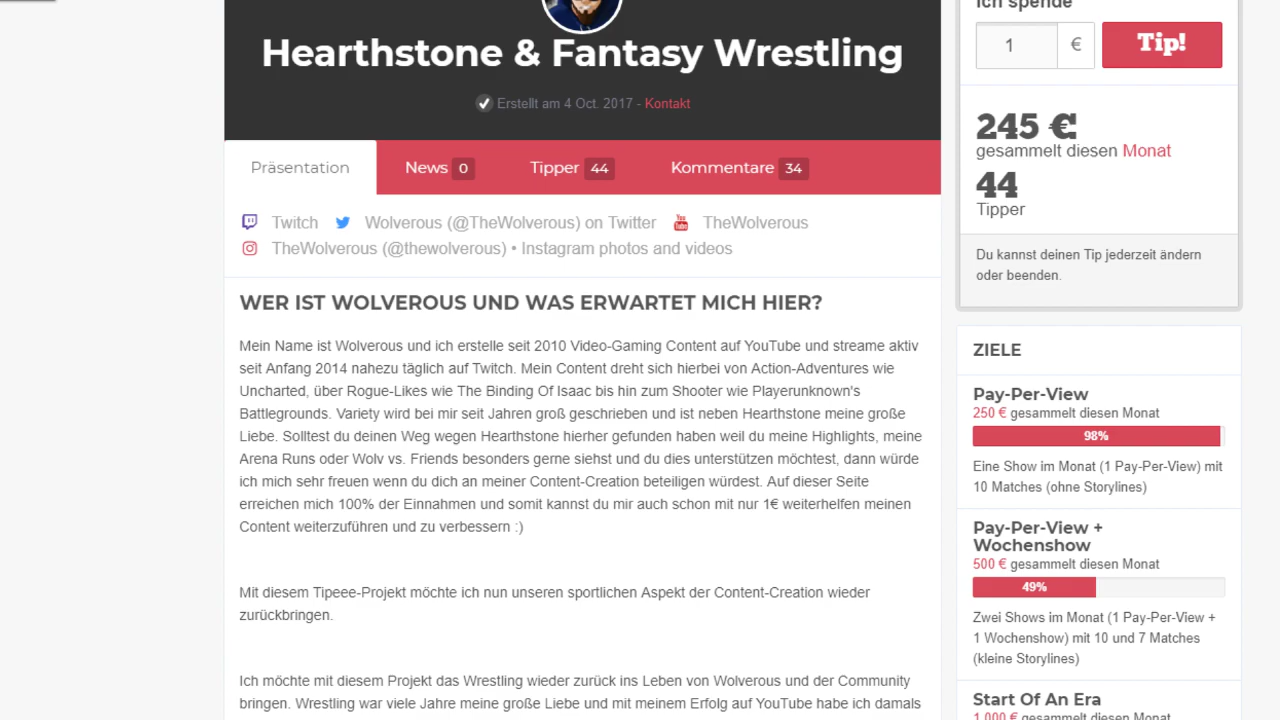 Hearthstone & Fantasy Wrestling
Erstellt am 4 Oct. 2017 - Kontakt
Präsentation
News 0
Tipper 44
Kommentare 34
Twitch
Wolverous (@TheWolverous) on Twitter
TheWolverous
TheWolverous (@thewolverous) • Instagram photos and videos
WER IST WOLVEROUS UND WAS ERWARTET MICH HIER?
Mein Name ist Wolverous und ich erstelle seit 2010 Video-Gaming Content auf YouTube und streame aktiv
seit Anfang 2014 nahezu täglich auf Twitch. Mein Content dreht sich hierbei von Action-Adventures wie
Uncharted, über Rogue-Likes wie The Binding Of Isaac bis hin zum Shooter wie Playerunknown's
Battlegrounds. Variety wird bei mir seit Jahren groß geschrieben und ist neben Hearthstone meine große
Liebe. Solltest du deinen Weg wegen Hearthstone hierher gefunden haben weil du meine Highlights, meine
Arena Runs oder Wolv vs. Friends besonders gerne siehst und du dies unterstützen möchtest, dann würde
ich mich sehr freuen wenn du dich an meiner Content-Creation beteiligen würdest. Auf dieser Seite
erreichen mich 100% der Einnahmen und somit kannst du mir auch schon mit nur 1€ weiterhelfen meinen
Content weiterzuführen und zu verbessern :)
Mit diesem Tipeee-Projekt möchte ich nun unseren sportlichen Aspekt der Content-Creation wieder
zurückbringen.
Ich möchte mit diesem Projekt das Wrestling wieder zurück ins Leben von Wolverous und der Community
bringen. Wrestling war viele Jahre meine große Liebe und mit meinem Erfolg auf YouTube habe ich damals
Ich spende
1 €
Tip!
245 €
gesammelt diesen Monat
44
Tipper
Du kannst deinen Tip jederzeit ändern
oder beenden.
ZIELE
Pay-Per-View
250 € gesammelt diesen Monat
98%
Eine Show im Monat (1 Pay-Per-View) mit
10 Matches (ohne Storylines)
Pay-Per-View +
Wochenshow
500 € gesammelt diesen Monat
49%
Zwei Shows im Monat (1 Pay-Per-View +
1 Wochenshow) mit 10 und 7 Matches
(kleine Storylines)
Start Of An Era
1.000 € gesammelt diesen Monat